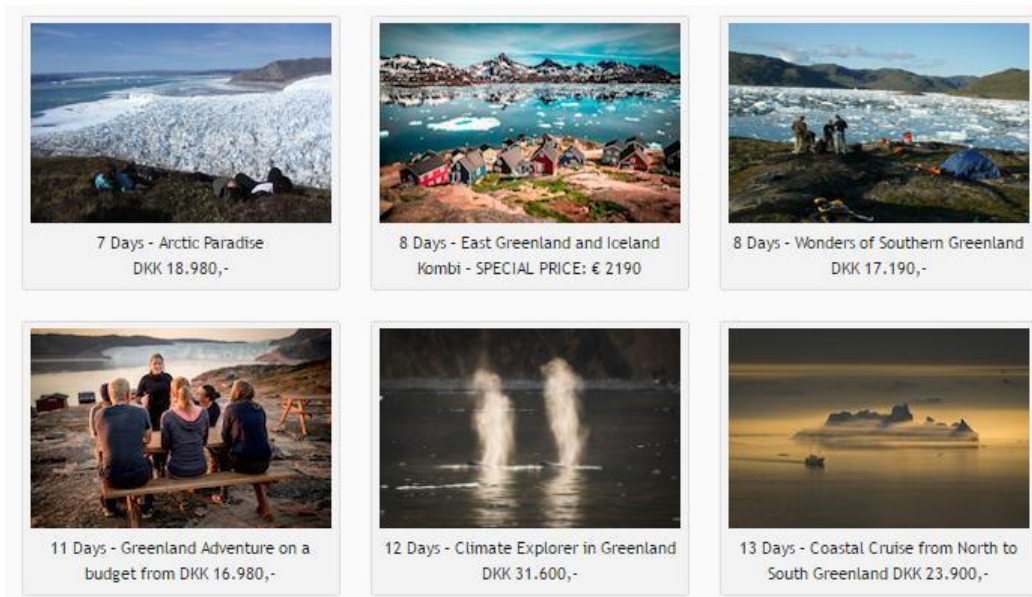 7 Days - Arctic Paradise
DKK 18.980,-
8 Days - East Greenland and Iceland
Kombi - SPECIAL PRICE: € 2190
8 Days - Wonders of Southern Greenland
DKK 17.190,-
11 Days - Greenland Adventure on a
budget from DKK 16.980,-
12 Days - Climate Explorer in Greenland
DKK 31.600,-
13 Days - Coastal Cruise from North to
South Greenland DKK 23.900,-